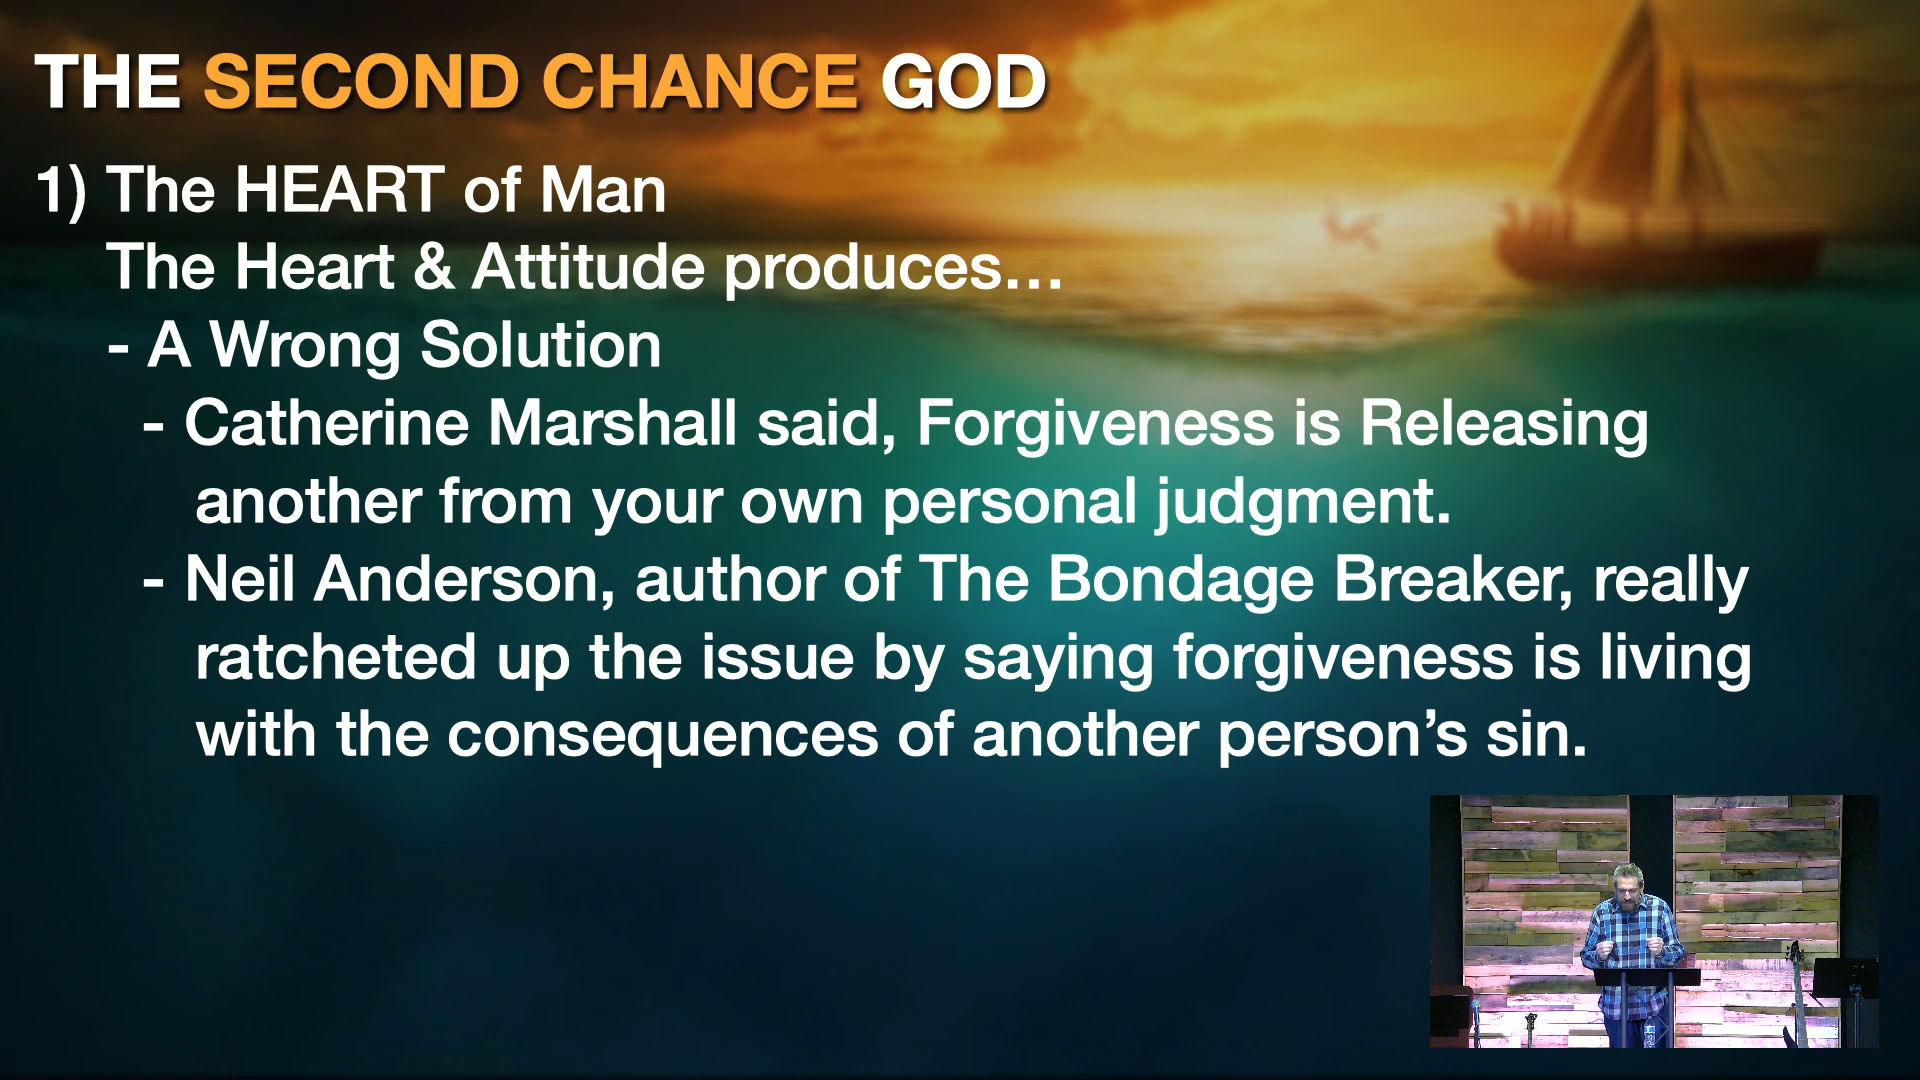 THE SECOND CHANCE GOD
1) The HEART of Man
The Heart & Attitude produces…
- A Wrong Solution
- Catherine Marshall said, Forgiveness is Releasing
another from your own personal judgment.
- Neil Anderson, author of The Bondage Breaker, really
ratcheted up the issue by saying forgiveness is living
with the consequences of another person’s sin.